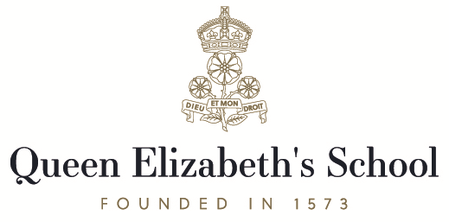 DIEU ET MON DROIT
Queen Elizabeth's School
FOUNDED IN 1573